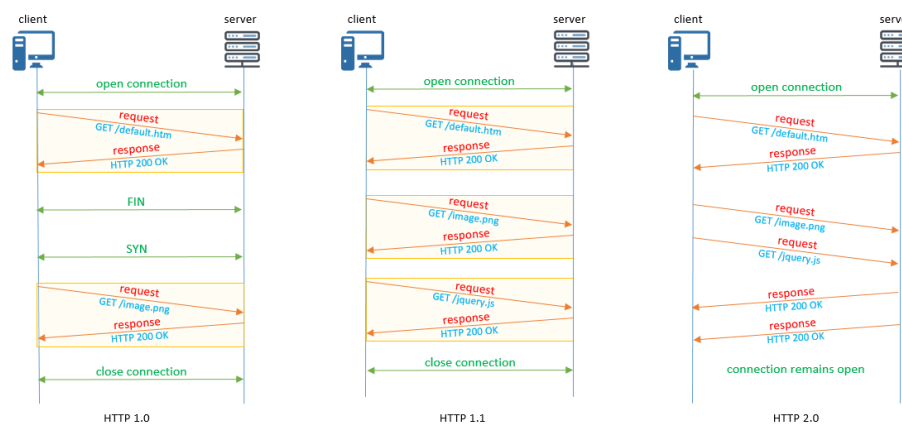 client
server
open connection
request
GET /default.htm
response
HTTP 200 OK
FIN
SYN
request
GET /image.png
response
HTTP 200 OK
close connection
HTTP 1.0
client
server
open connection
request
GET /default.htm
response
HTTP 200 OK
request
GET /image.png
response
HTTP 200 OK
request
GET /jquery.js
response
HTTP 200 OK
close connection
HTTP 1.1
client
server
open connection
request
GET /default.htm
response
HTTP 200 OK
request
GET /image.png
request
GET /jquery.js
response
HTTP 200 OK
response
HTTP 200 OK
connection remains open
HTTP 2.0